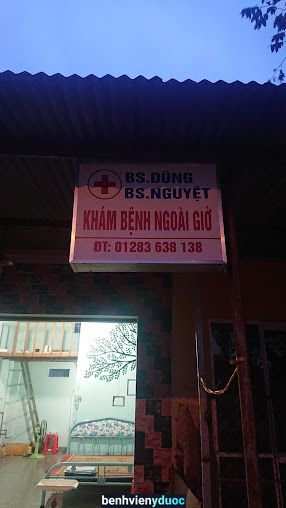 BS.DŨNG
BS.NGUYỆT
KHÁM BỆNH NGOÀI GIỜ
ĐT: 01283 638 138
benhvienyduoc